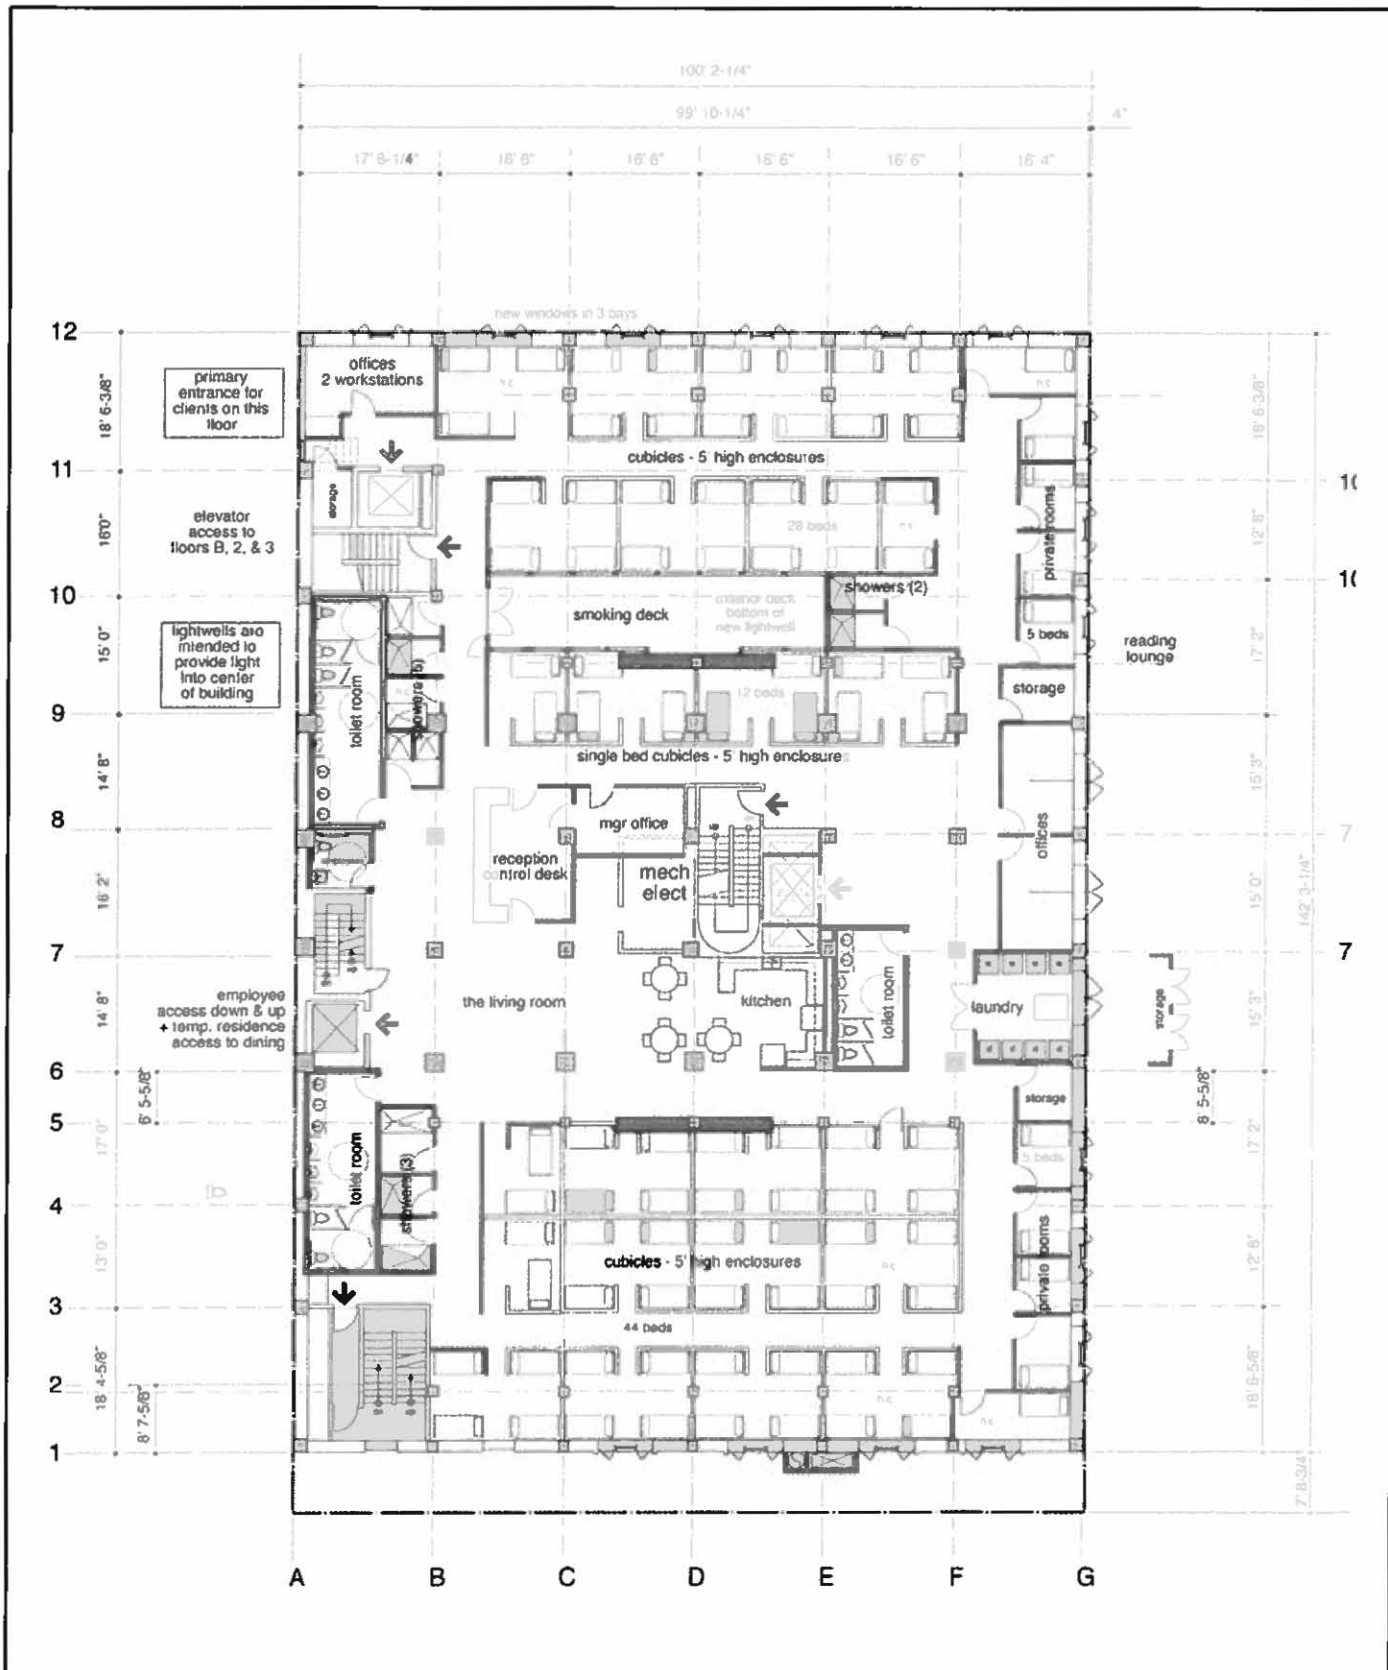 100' 2-1/4"
99' 10-1/4"
4"
17' 8-1/4"
16' 6"
16' 6"
16' 6"
16' 6"
16' 4"
new windows in 3 bays
12
offices
2 workstations
n.c
n.c
primary
entrance for
clients on this
floor
18' 6-3/8"
18' 6-3/8"
cubicles - 5' high enclosures
11
storage
28 beds
n.c
private rooms
elevator
access to
floors B, 2, & 3
16'0"
12' 8"
10
showers (2)
smoking deck
exterior deck
bottom of
new lightwell
5 beds
lightwells are
intended to
provide light
into center
of building
15' 0"
17' 2"
reading
lounge
toilet room
showers (5)
n.c
12 beds
storage
9
single bed cubicles - 5' high enclosures
14' 8"
15' 3"
8
mgr office
offices
7
reception
control desk
mech
elect
16' 2"
15' 0"
142' 3-1/4"
7
7
the living room
kitchen
toilet room
laundry
storage
employee
access down & up
+ temp. residence
access to dining
14' 8"
15' 3"
6
6' 5-5/8"
storage
6' 5-5/8"
5
17' 0"
toilet room
showers (3)
5 beds
17' 2"
4
cubicles - 5' high enclosures
n.c
private rooms
13' 0"
12' 8"
3
44 beds
2
18' 4-5/8"
8' 7-5/8"
n.c
n.c
18' 6-5/8"
1
7' 8-3/4"
A
B
C
D
E
F
G